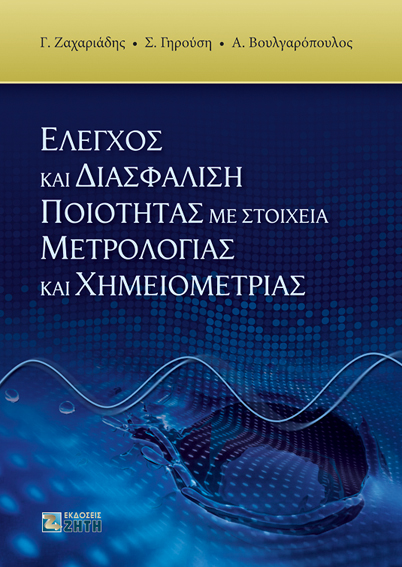 Γ. Ζαχαριάδης • Σ. Γηρούση • Α. Βουλγαρόπουλος
ΕΛΕΓΧΟΣ
ΚΑΙ ΔΙΑΣΦΑΛΙΣΗ
ΠΟΙΟΤΗΤΑΣ ΜΕ ΣΤΟΙΧΕΙΑ
ΜΕΤΡΟΛΟΓΙΑΣ
ΚΑΙ ΧΗΜΕΙΟΜΕΤΡΙΑΣ
ΕΚΔΟΣΕΙΣ
ΖΗΤΗ